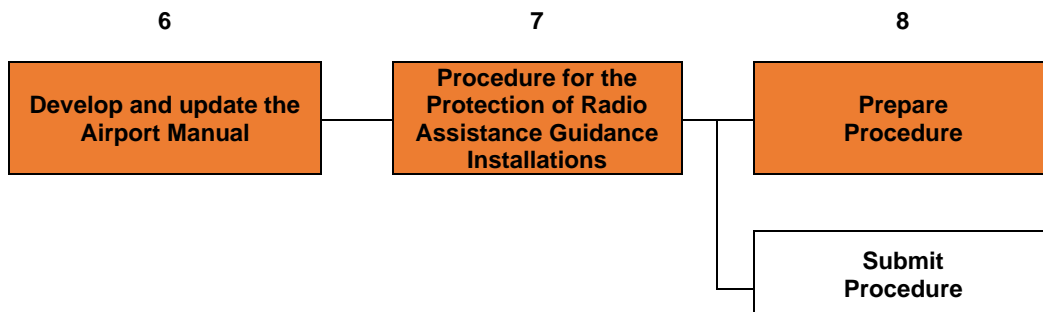 6
7
8
Develop and update the
Airport Manual
Procedure for the
Protection of Radio
Assistance Guidance
Installations
Prepare
Procedure
Submit
Procedure